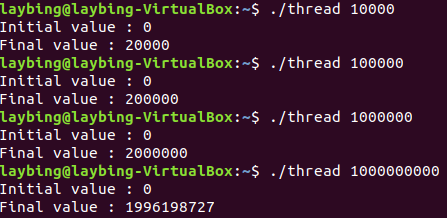 laybing@laybing-VirtualBox:~$ ./thread 10000
Initial value : 0
Final value : 20000
laybing@laybing-VirtualBox:~$ ./thread 100000
Initial value : 0
Final value : 200000
laybing@laybing-VirtualBox:~$ ./thread 1000000
Initial value : 0
Final value : 2000000
laybing@laybing-VirtualBox:~$ ./thread 1000000000
Initial value : 0
Final value : 1996198727